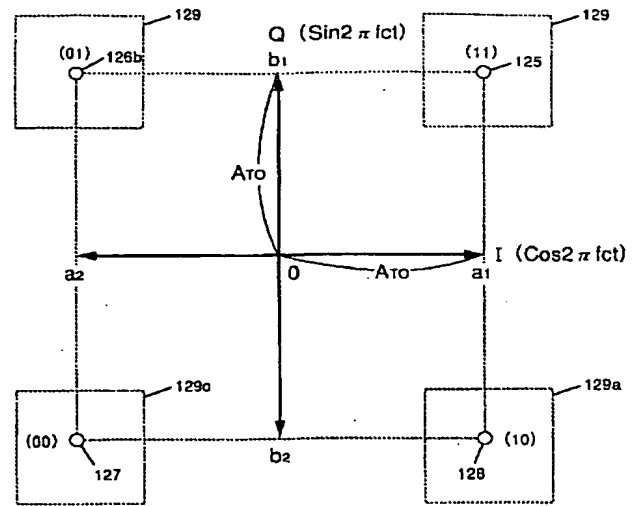 129
129
Q (Sin2 π fct)
(01)
126b
b1
(11)
125
ATO
I (Cos2 π fct)
a2
0
ATO
a1
129c
129a
(00)
127
b2
128
(10)